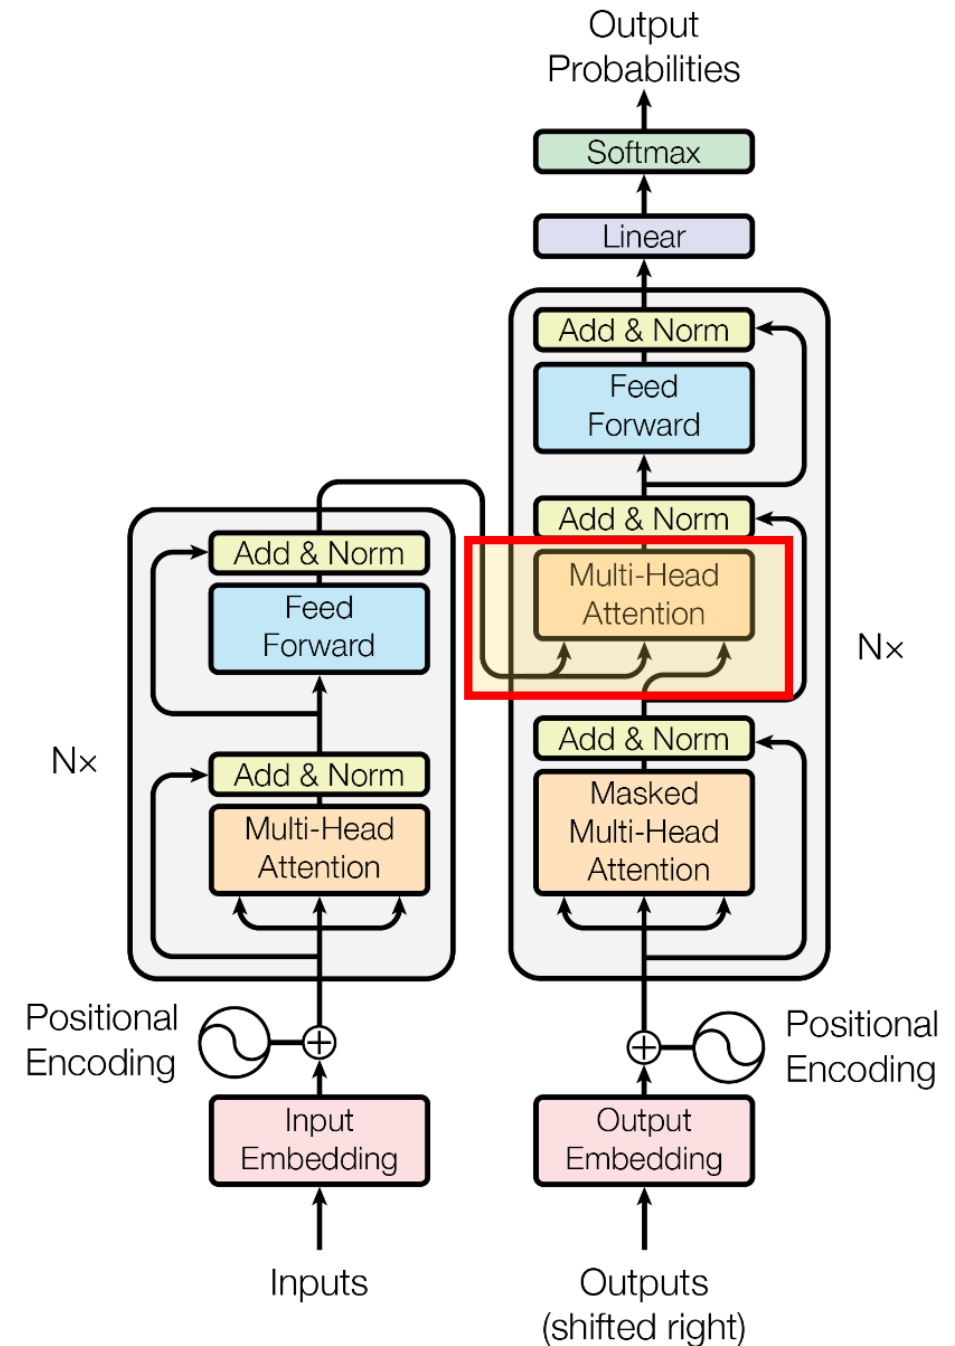 Output
Probabilities
Softmax
Linear
Add & Norm
Feed
Forward
Add & Norm
Multi-Head
Attention
N×
Add & Norm
Masked
Multi-Head
Attention
Add & Norm
Feed
Forward
N×
Add & Norm
Multi-Head
Attention
Positional
Encoding
Positional
Encoding
Input
Embedding
Output
Embedding
Inputs
Outputs
(shifted right)